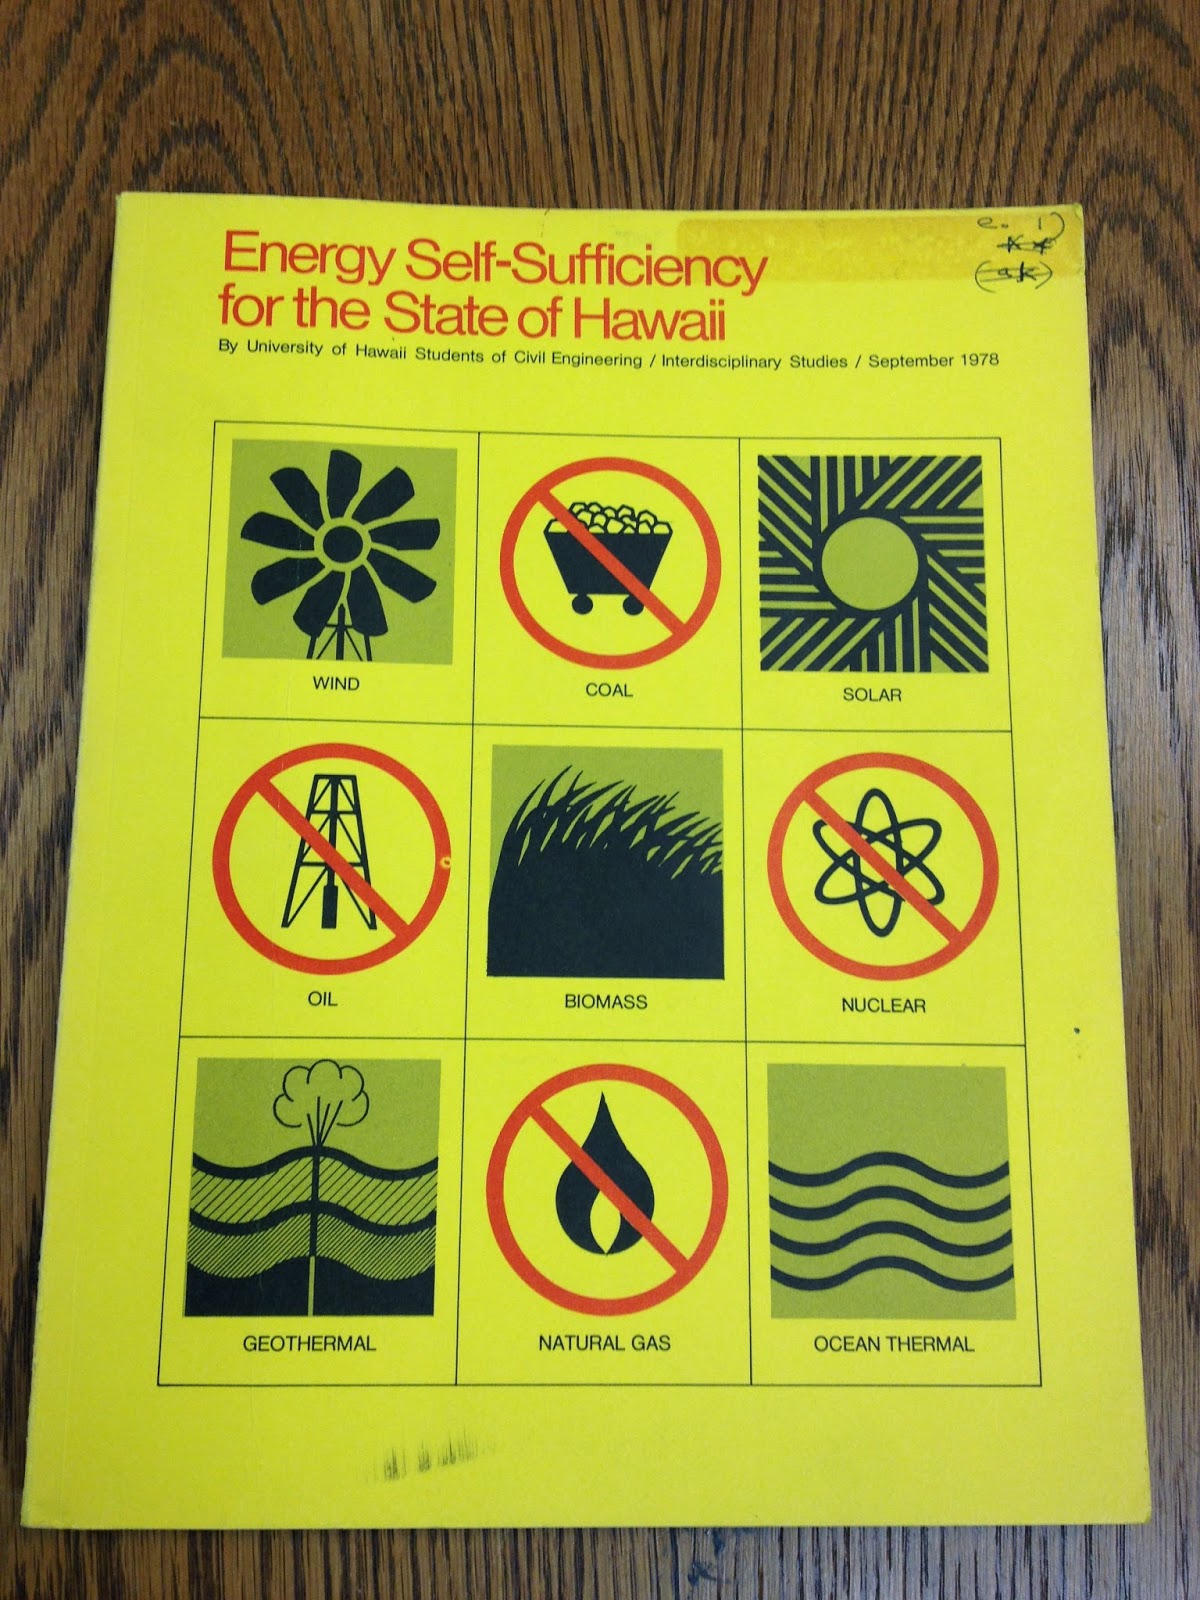 Energy Self-Sufficiency
for the State of Hawaii
By University of Hawaii Students of Civil Engineering / Interdisciplinary Studies / September 1978
WIND
COAL
SOLAR
OIL
BIOMASS
NUCLEAR
GEOTHERMAL
NATURAL GAS
OCEAN THERMAL